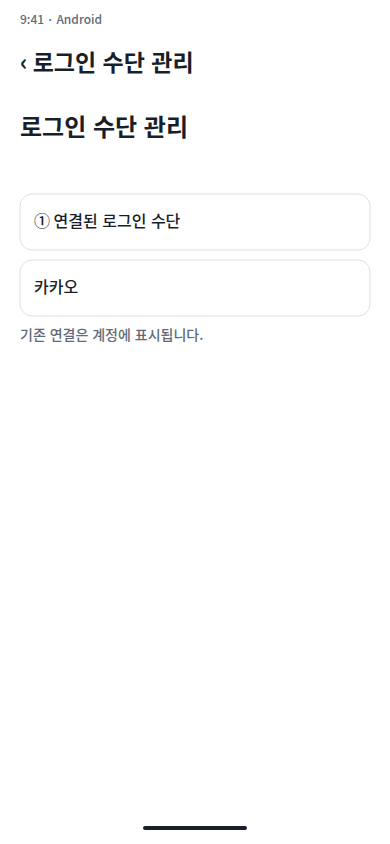 9:41 · Android
‹ 로그인 수단 관리
로그인 수단 관리
① 연결된 로그인 수단
카카오
기존 연결은 계정에 표시됩니다.